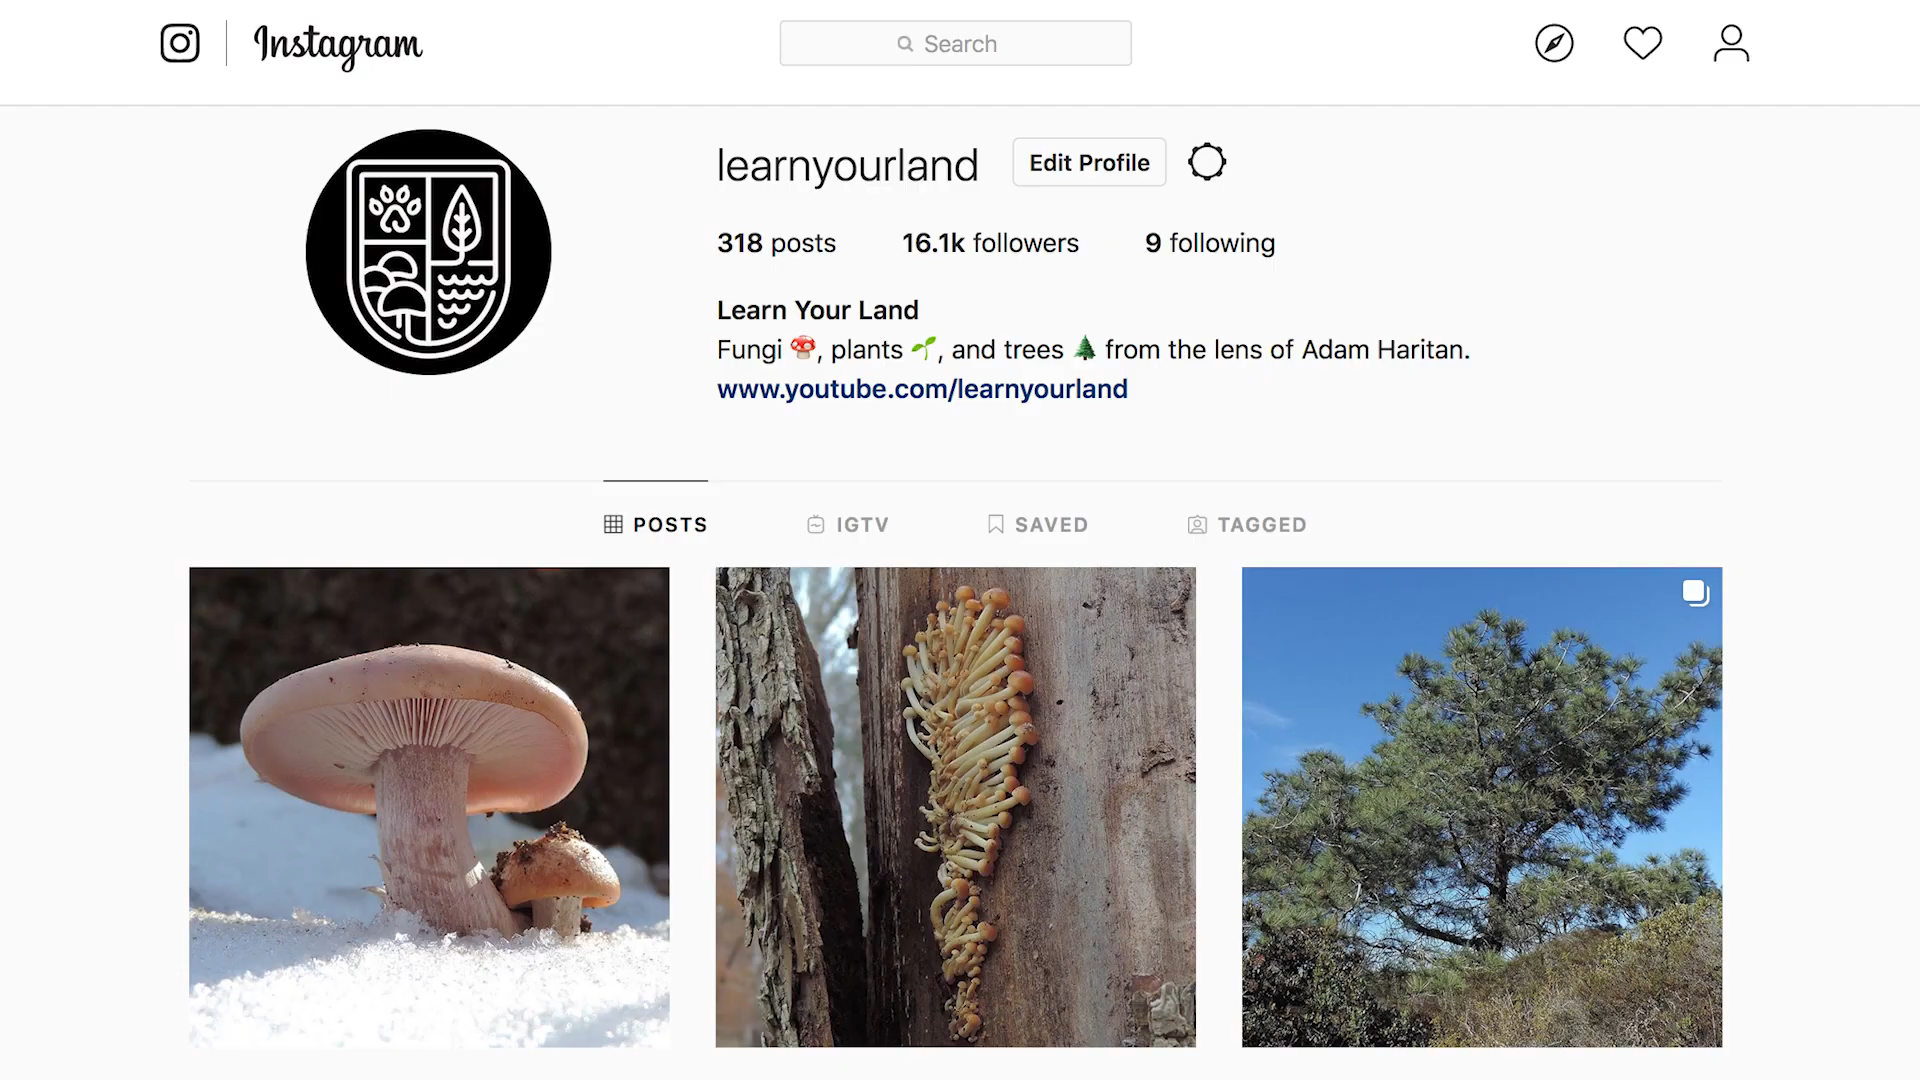 Instagram
Search
learnyourland
Edit Profile
318 posts 16.1k followers 9 following
Learn Your Land
Fungi 🍄, plants 🌱, and trees 🌲 from the lens of Adam Haritan.
www.youtube.com/learnyourland
POSTS IGTV SAVED TAGGED